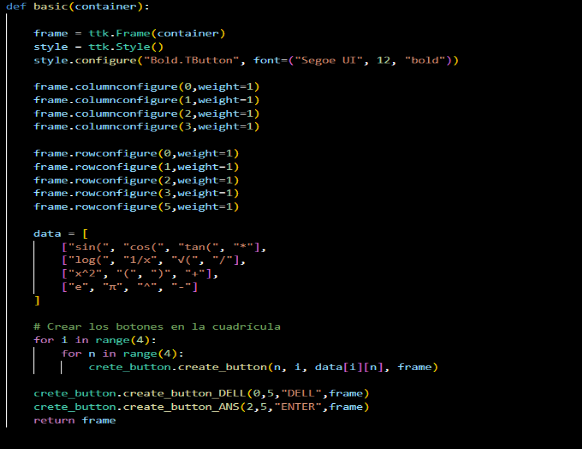 def basic(container):
frame = ttk.Frame(container)
style = ttk.Style()
style.configure("Bold.TButton", font=("Segoe UI", 12, "bold"))
frame.columnconfigure(0,weight=1)
frame.columnconfigure(1,weight=1)
frame.columnconfigure(2,weight=1)
frame.columnconfigure(3,weight=1)
frame.rowconfigure(0,weight=1)
frame.rowconfigure(1,weight=1)
frame.rowconfigure(2,weight=1)
frame.rowconfigure(3,weight=1)
frame.rowconfigure(5,weight=1)
data = [
["sin(", "cos(", "tan(", "*"],
["log(", "1/x", "√(", "/"],
["x^2", "(", ")", "+"],
["e", "π", "^", "-"]
]
# Crear los botones en la cuadrícula
for i in range(4):
for n in range(4):
crete_button.create_button(n, i, data[i][n], frame)
crete_button.create_button_DELL(0,5,"DELL",frame)
crete_button.create_button_ANS(2,5,"ENTER",frame)
return frame